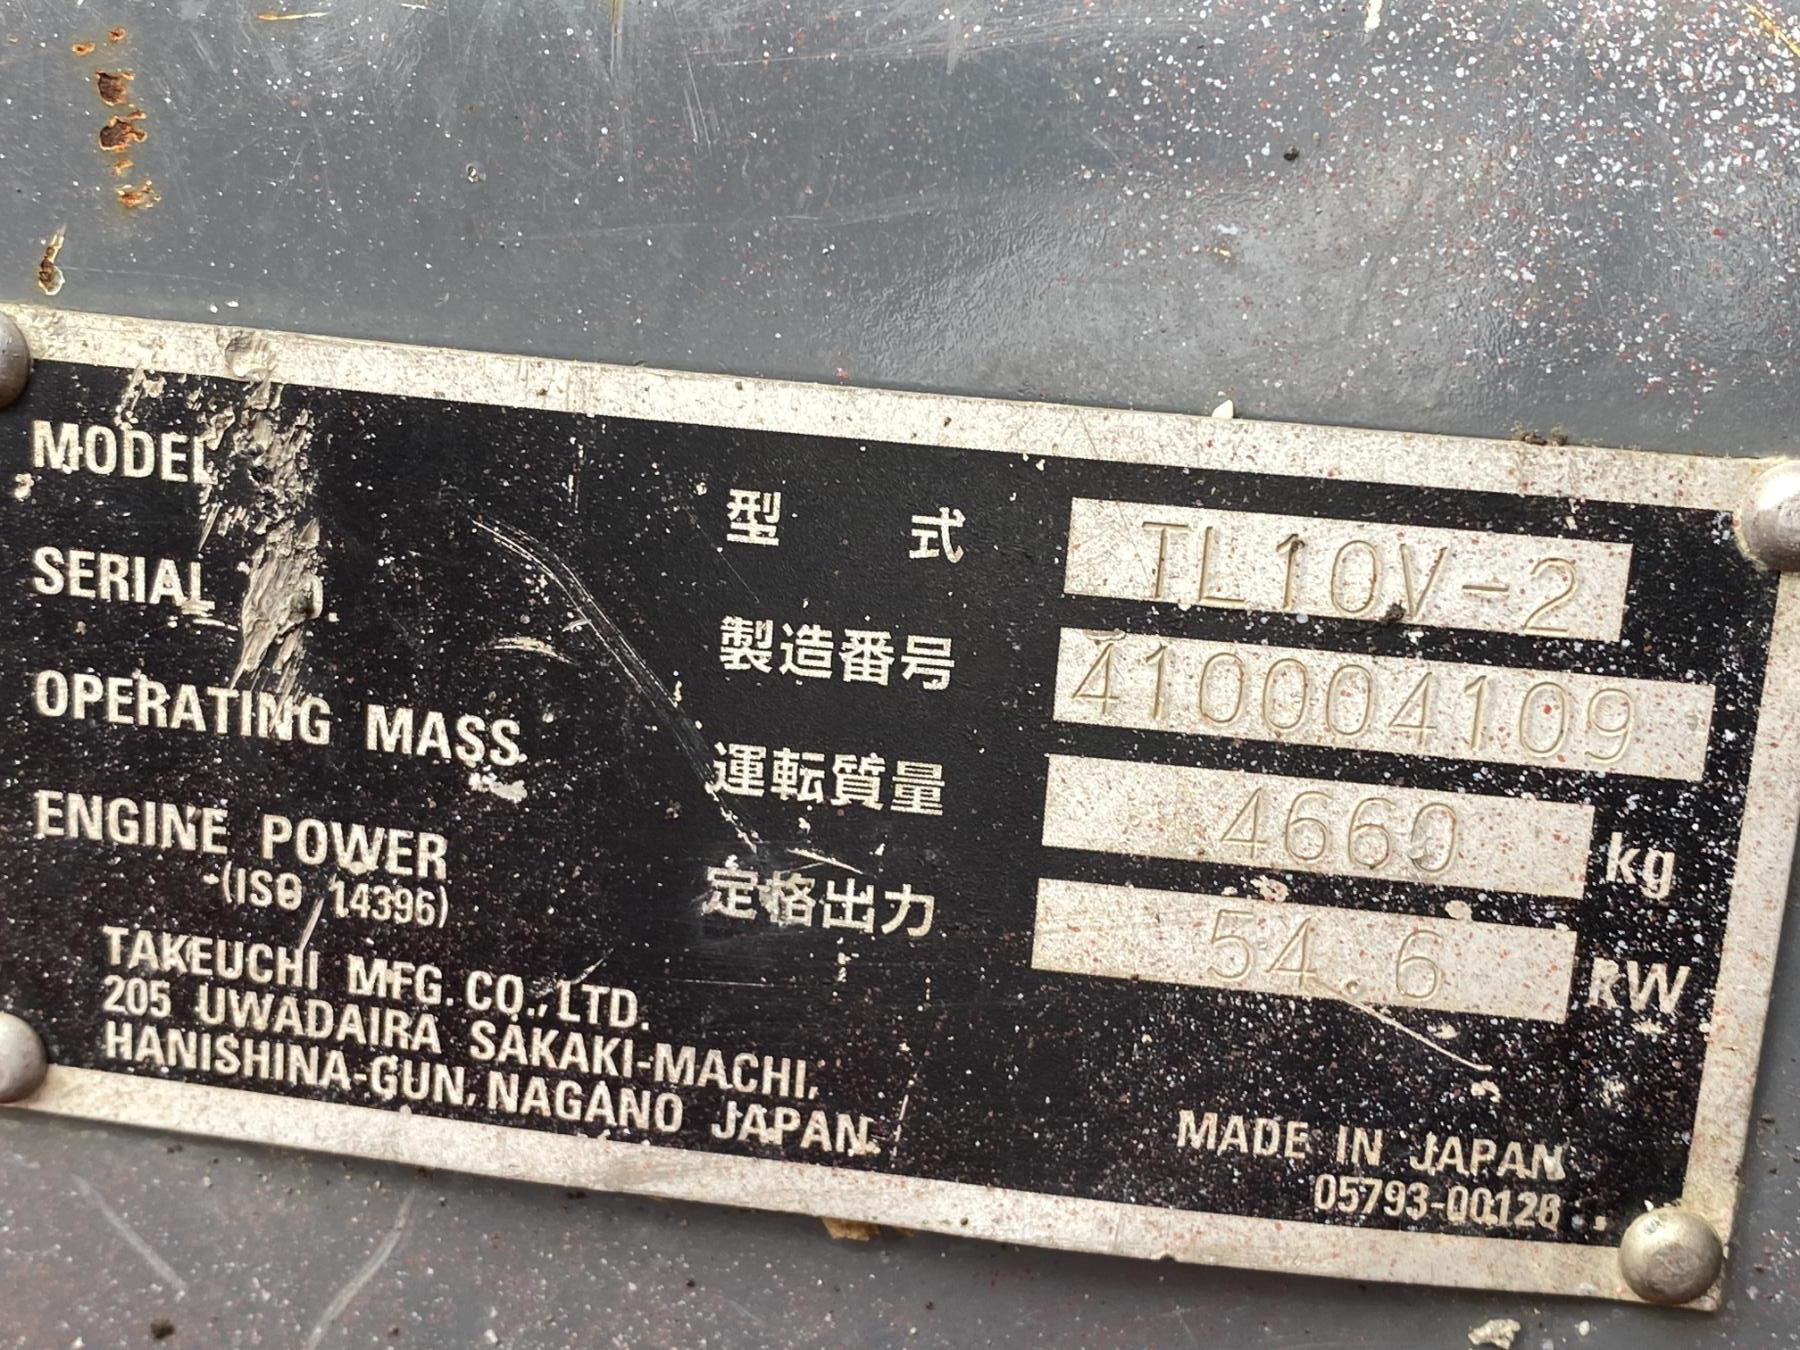 MODEL 型 式 TL10V-2
SERIAL 製造番号 410004109
OPERATING MASS 運転質量 4660 kg
ENGINE POWER 定格出力 54.6 kW
(ISO 14396)
TAKEUCHI MFG. CO., LTD.
205 UWADAIRA SAKAKI-MACHI,
HANISHINA-GUN, NAGANO JAPAN
MADE IN JAPAN
05793-00128